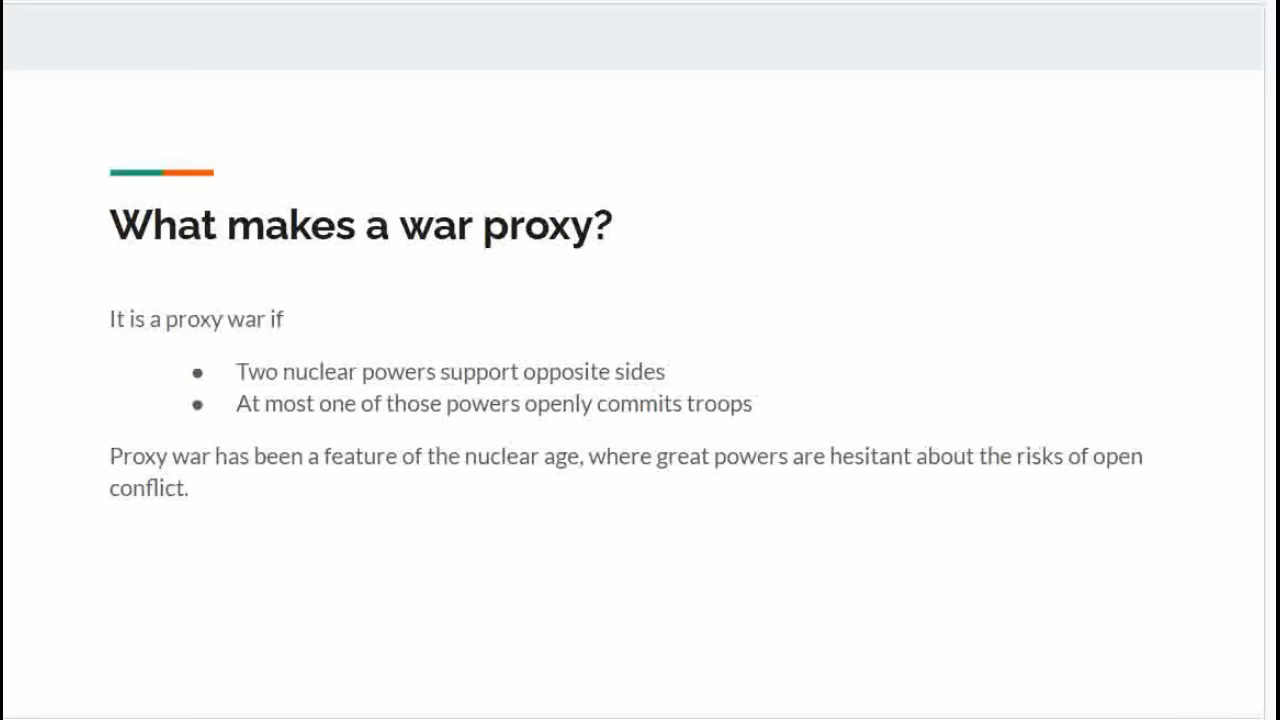 What makes a war proxy?
It is a proxy war if
● Two nuclear powers support opposite sides
● At most one of those powers openly commits troops
Proxy war has been a feature of the nuclear age, where great powers are hesitant about the risks of open
conflict.